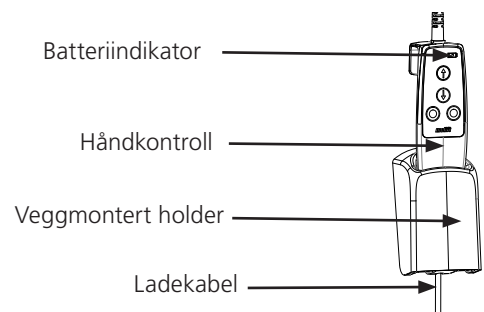 Batteriindikator
Håndkontroll
Veggmontert holder
Ladekabel